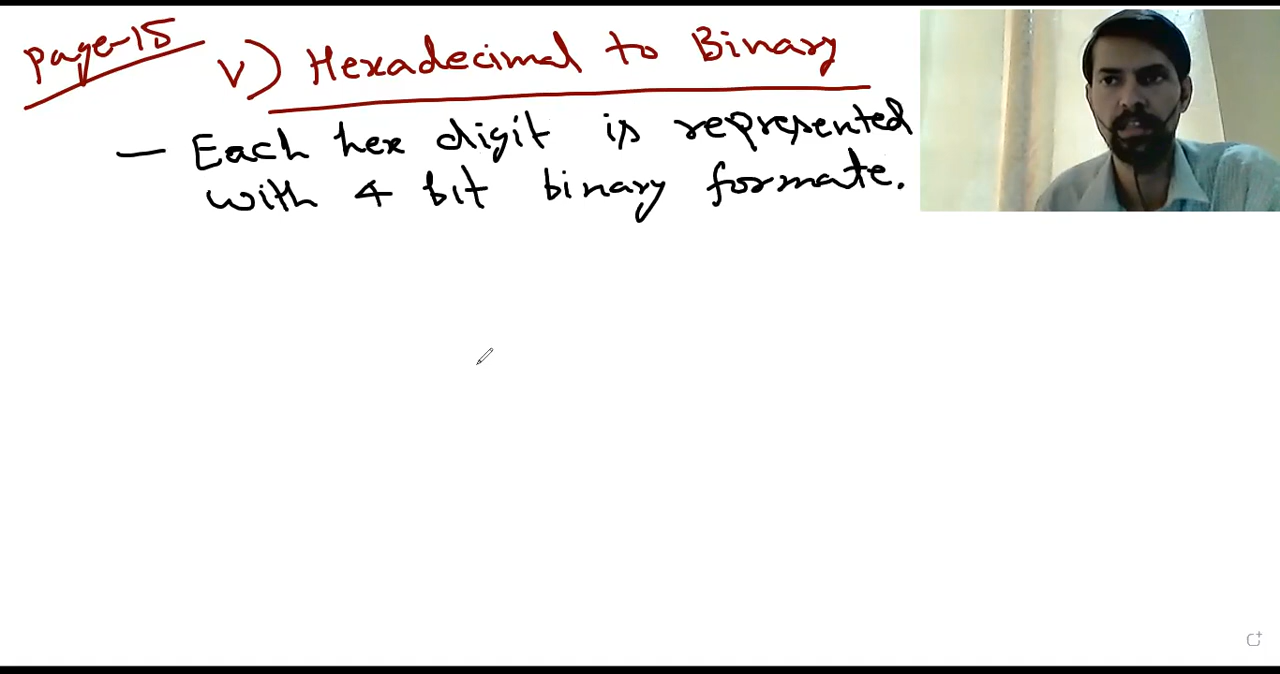 Page-15
v) Hexadecimal to Binary
— Each hex digit is represented
with 4 bit binary formate.